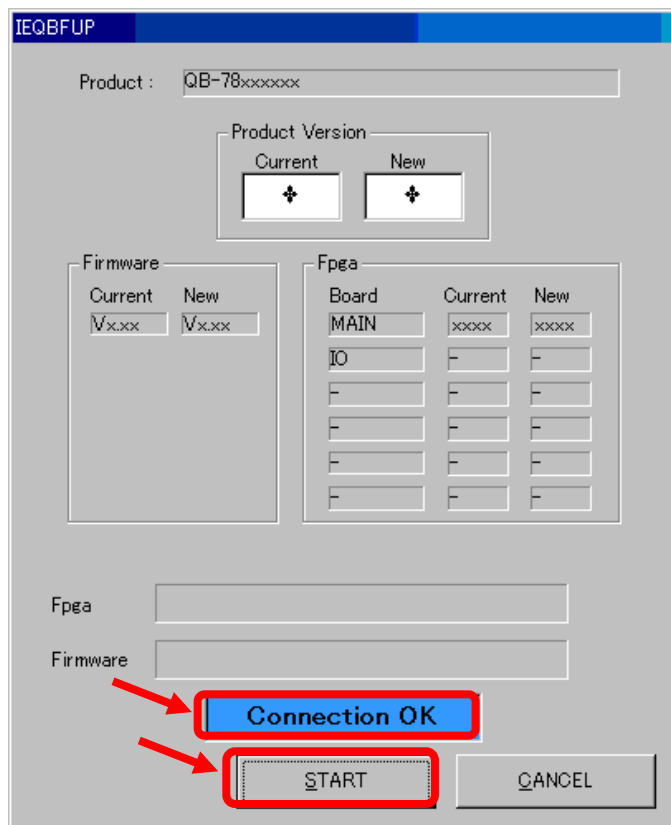 IEQBFUP
Product : QB-78xxxxxx
Product Version
Current New
✤ ✤
Firmware
Current New
Vx.xx Vx.xx
Fpga
Board Current New
MAIN xxxx xxxx
IO - -
- - -
- - -
- - -
- - -
Fpga
Firmware
Connection OK
START CANCEL